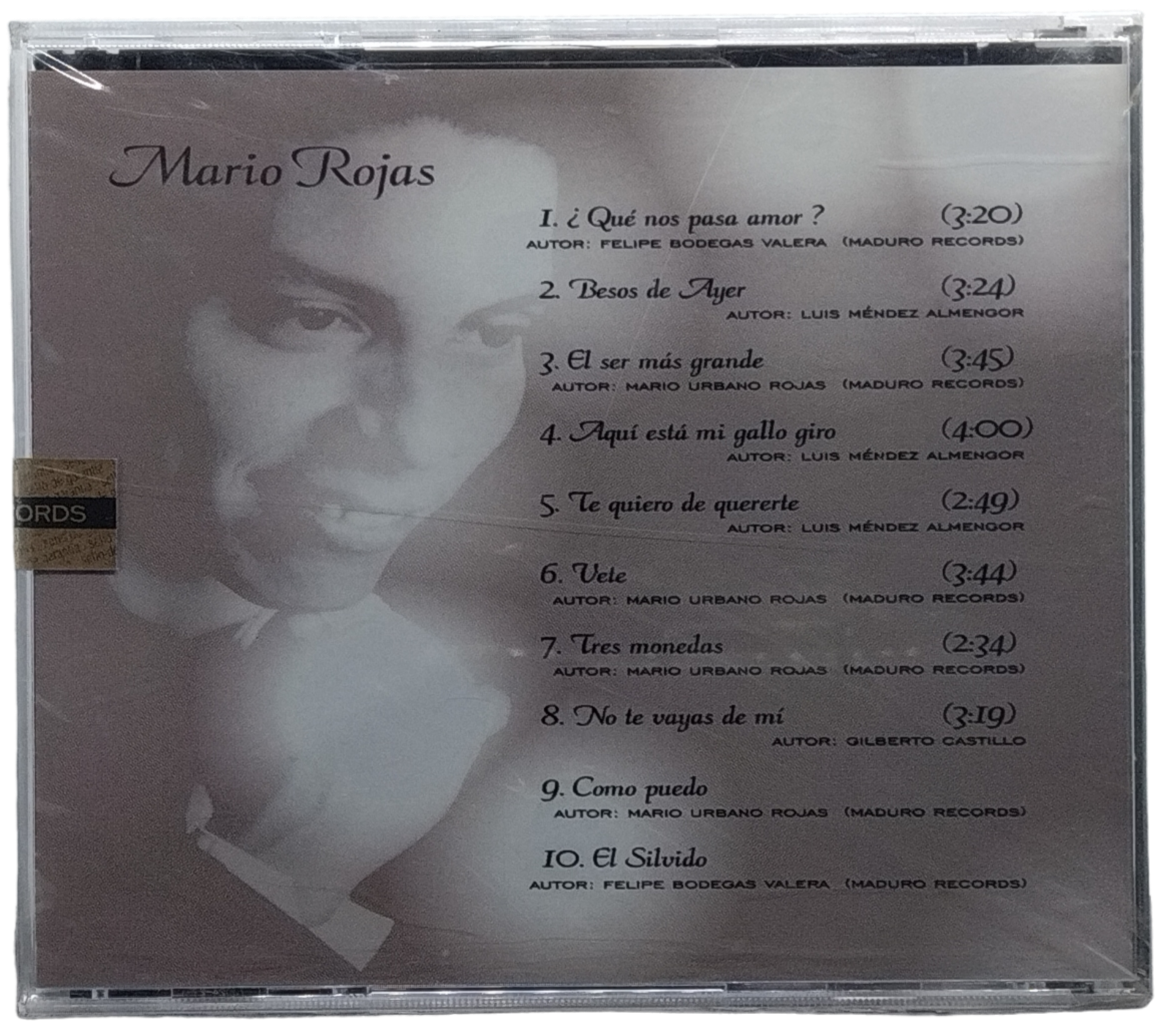 Mario Rojas
1. ¿Qué nos pasa amor ? (3:20)
AUTOR: FELIPE BODEGAS VALERA (MADURO RECORDS)
2. Besos de Ayer (3:24)
AUTOR: LUIS MÉNDEZ ALMENGOR
3. El ser más grande (3:45)
AUTOR: MARIO URBANO ROJAS (MADURO RECORDS)
4. Aquí está mi gallo giro (4:00)
AUTOR: LUIS MÉNDEZ ALMENGOR
5. Te quiero de quererte (2:49)
AUTOR: LUIS MÉNDEZ ALMENGOR
ORDS
6. Vete (3:44)
AUTOR: MARIO URBANO ROJAS (MADURO RECORDS)
7. Tres monedas (2:34)
AUTOR: MARIO URBANO ROJAS (MADURO RECORDS)
8. No te vayas de mí (3:19)
AUTOR: GILBERTO CASTILLO
9. Como puedo
AUTOR: MARIO URBANO ROJAS (MADURO RECORDS)
10. El Silvido
AUTOR: FELIPE BODEGAS VALERA (MADURO RECORDS)